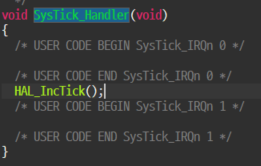 */
void SysTick_Handler(void)
{
/* USER CODE BEGIN SysTick_IRQn 0 */
/* USER CODE END SysTick_IRQn 0 */
HAL_IncTick();
/* USER CODE BEGIN SysTick_IRQn 1 */
/* USER CODE END SysTick_IRQn 1 */
}